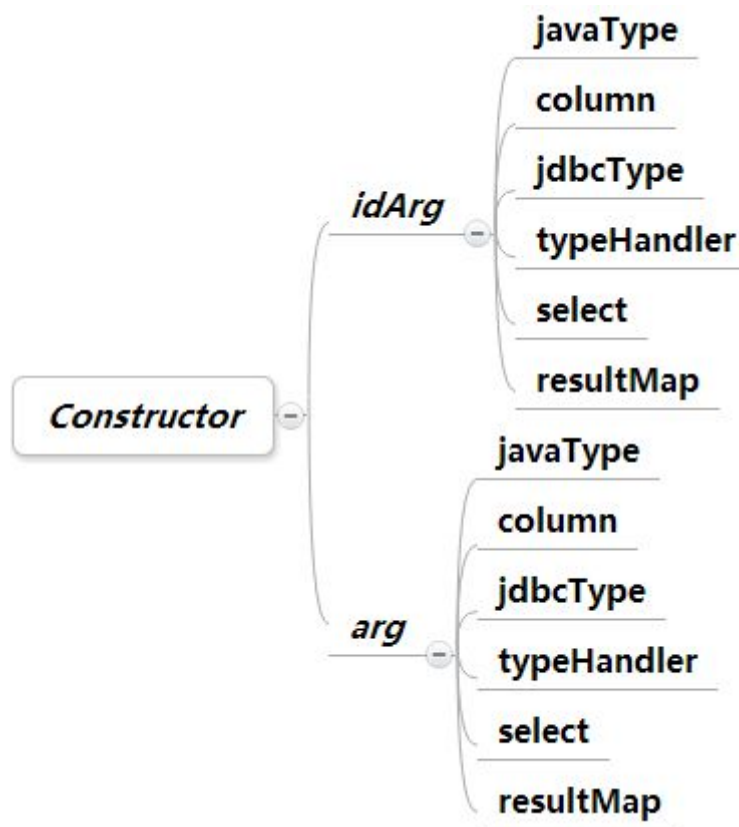 Constructor
idArg
javaType
column
jdbcType
typeHandler
select
resultMap
arg
javaType
column
jdbcType
typeHandler
select
resultMap